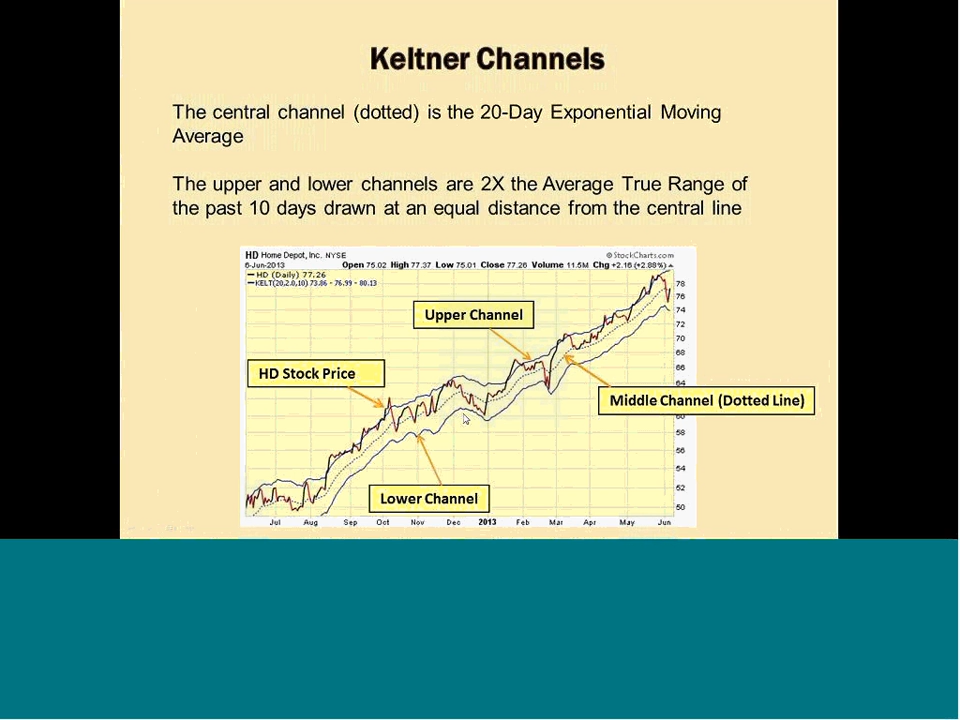 Keltner Channels
The central channel (dotted) is the 20-Day Exponential Moving
Average
The upper and lower channels are 2X the Average True Range of
the past 10 days drawn at an equal distance from the central line
HD Home Depot, Inc. NYSE
© StockCharts.com
6-Jun-2013
Open 75.02 High 77.37 Low 75.01 Close 77.26 Volume 11.5M Chg +2.16 (+2.88%)
HD (Daily) 77.26
KELT(20,2.0,10) 73.86 - 76.99 - 80.13
Upper Channel
HD Stock Price
Middle Channel (Dotted Line)
Lower Channel
78
76
74
72
70
68
66
64
60
58
56
54
52
50
Jul Aug Sep Oct Nov Dec 2013 Feb Mar Apr May Jun